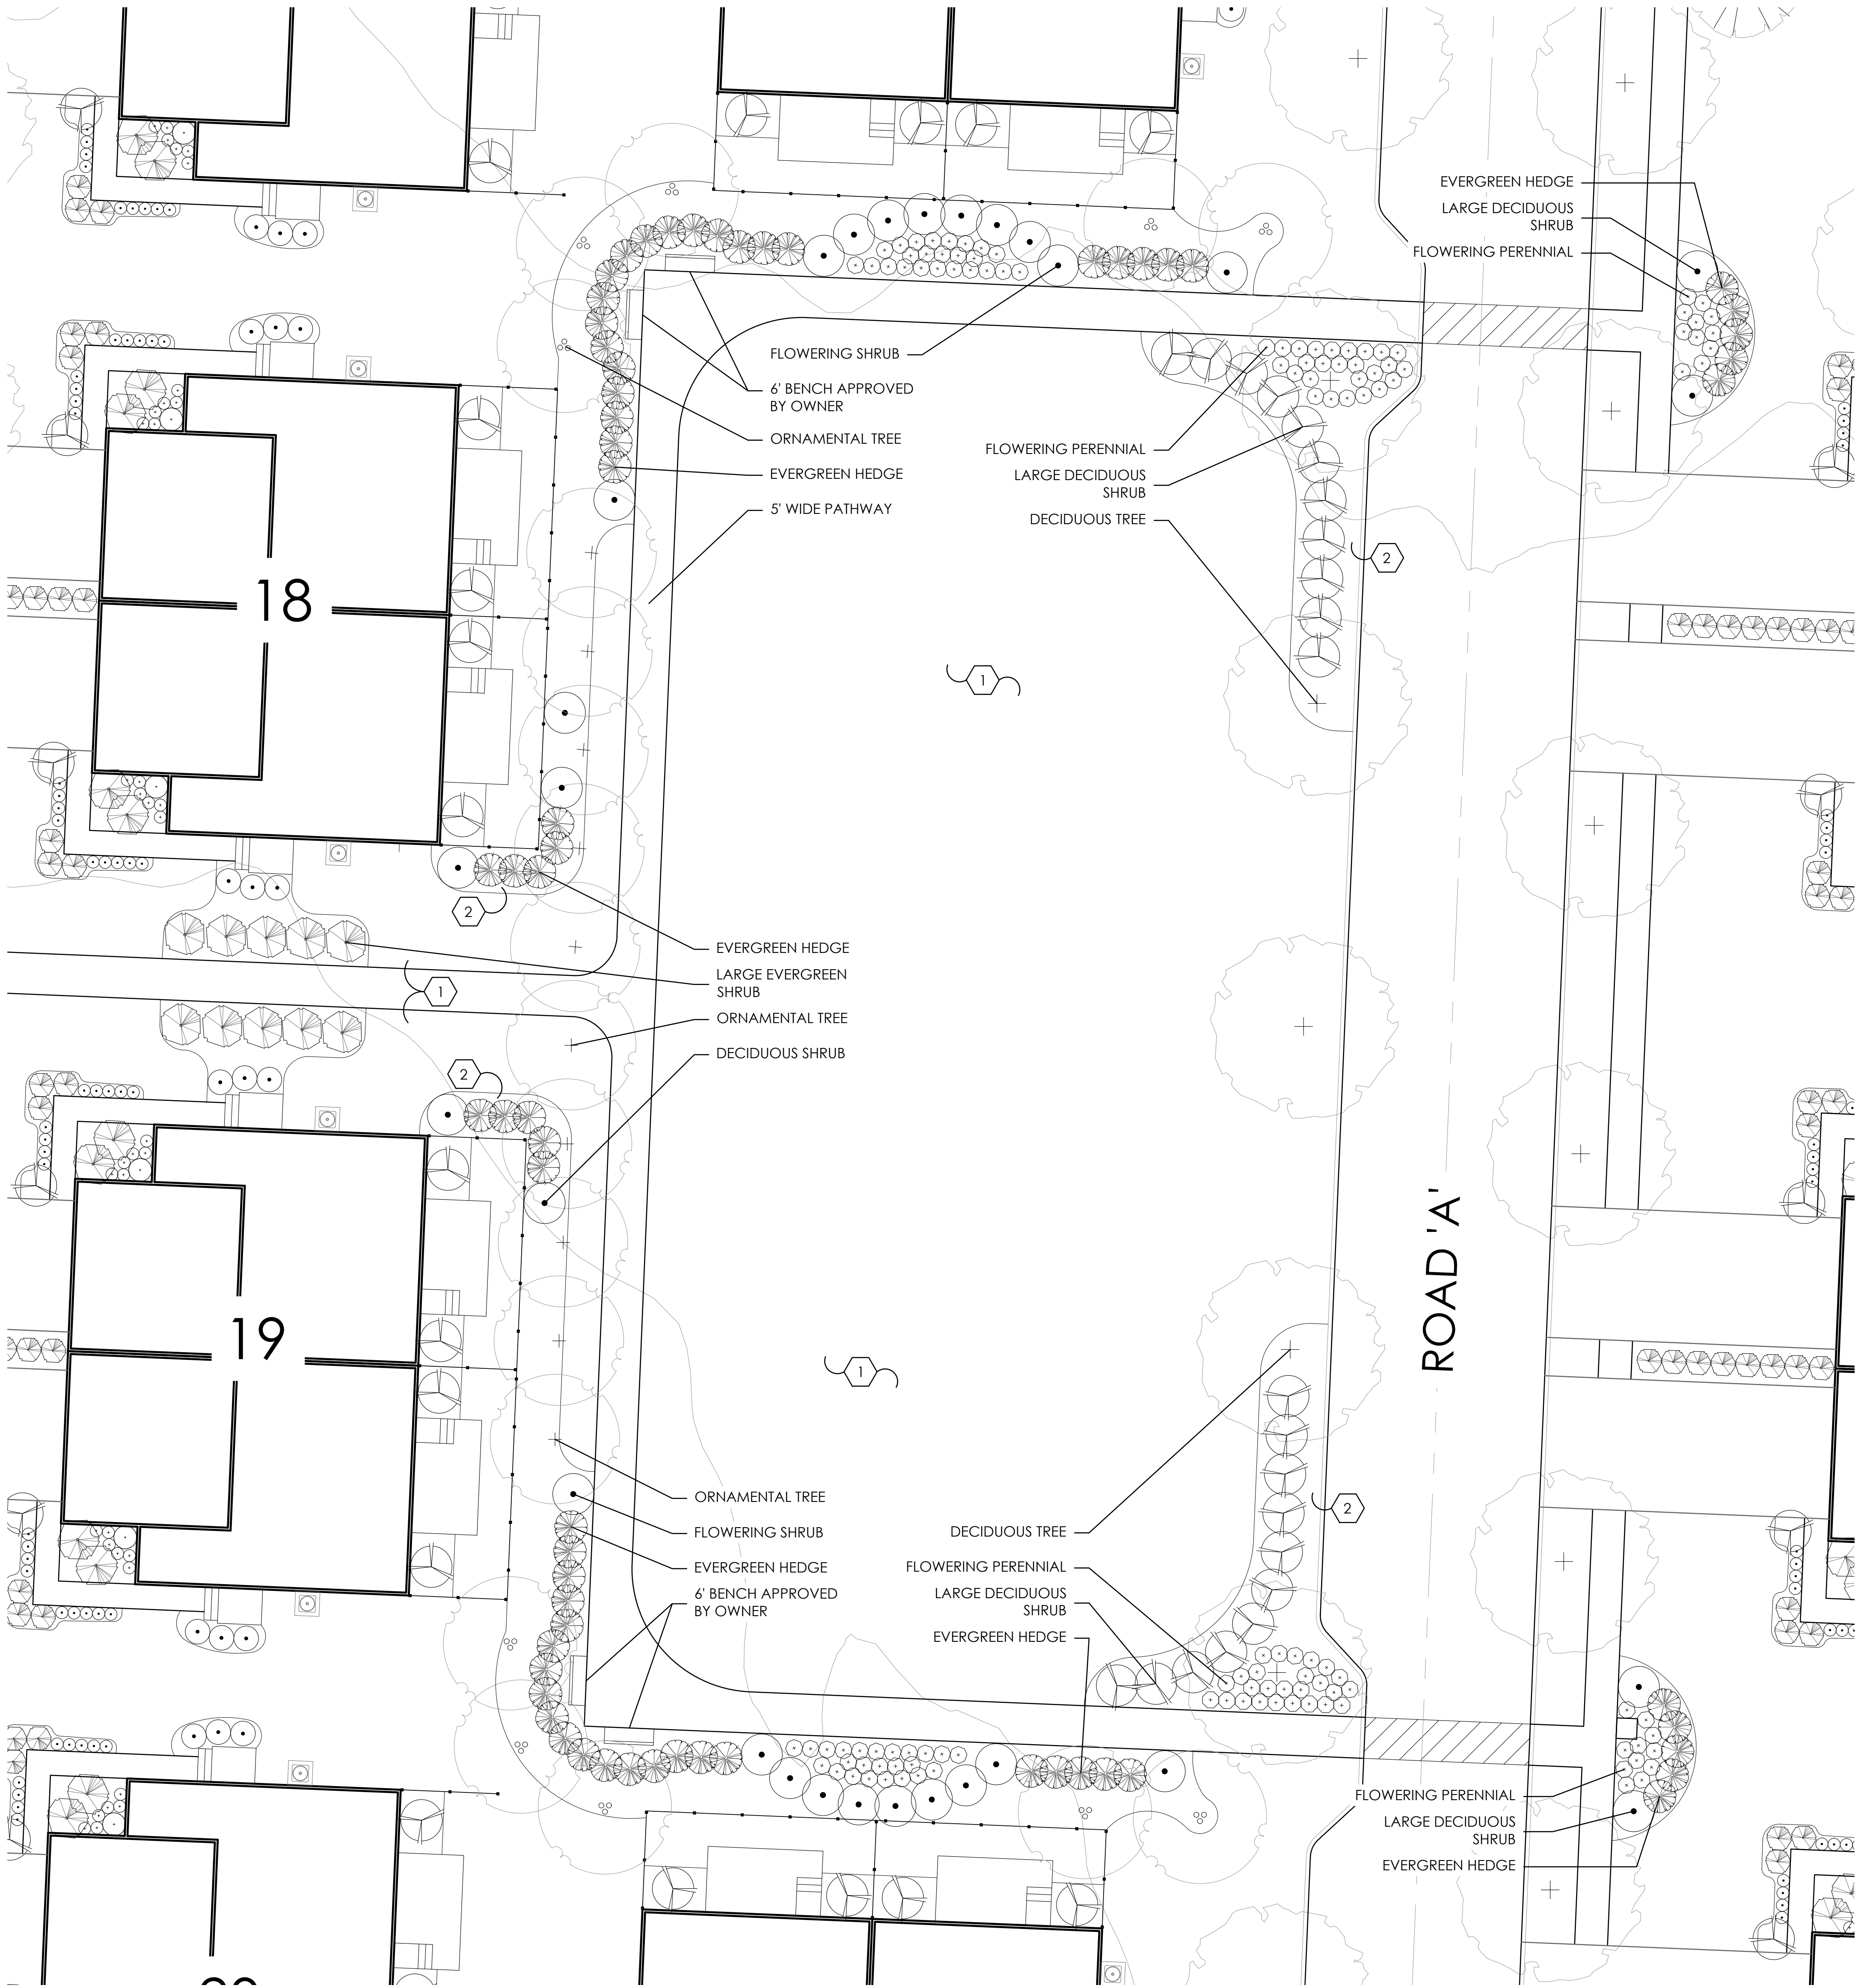 EVERGREEN HEDGE
LARGE DECIDUOUS
SHRUB
FLOWERING PERENNIAL
FLOWERING SHRUB
6' BENCH APPROVED
BY OWNER
ORNAMENTAL TREE
EVERGREEN HEDGE
5' WIDE PATHWAY
FLOWERING PERENNIAL
LARGE DECIDUOUS
SHRUB
DECIDUOUS TREE
2
18
1
2
EVERGREEN HEDGE
LARGE EVERGREEN
SHRUB
1
ORNAMENTAL TREE
DECIDUOUS SHRUB
2
ROAD 'A'
19
1
ORNAMENTAL TREE
FLOWERING SHRUB
EVERGREEN HEDGE
6' BENCH APPROVED
BY OWNER
2
DECIDUOUS TREE
FLOWERING PERENNIAL
LARGE DECIDUOUS
SHRUB
EVERGREEN HEDGE
FLOWERING PERENNIAL
LARGE DECIDUOUS
SHRUB
EVERGREEN HEDGE